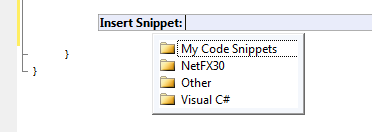 Insert Snippet:
My Code Snippets
NetFX30
}
Other
}
Visual C#